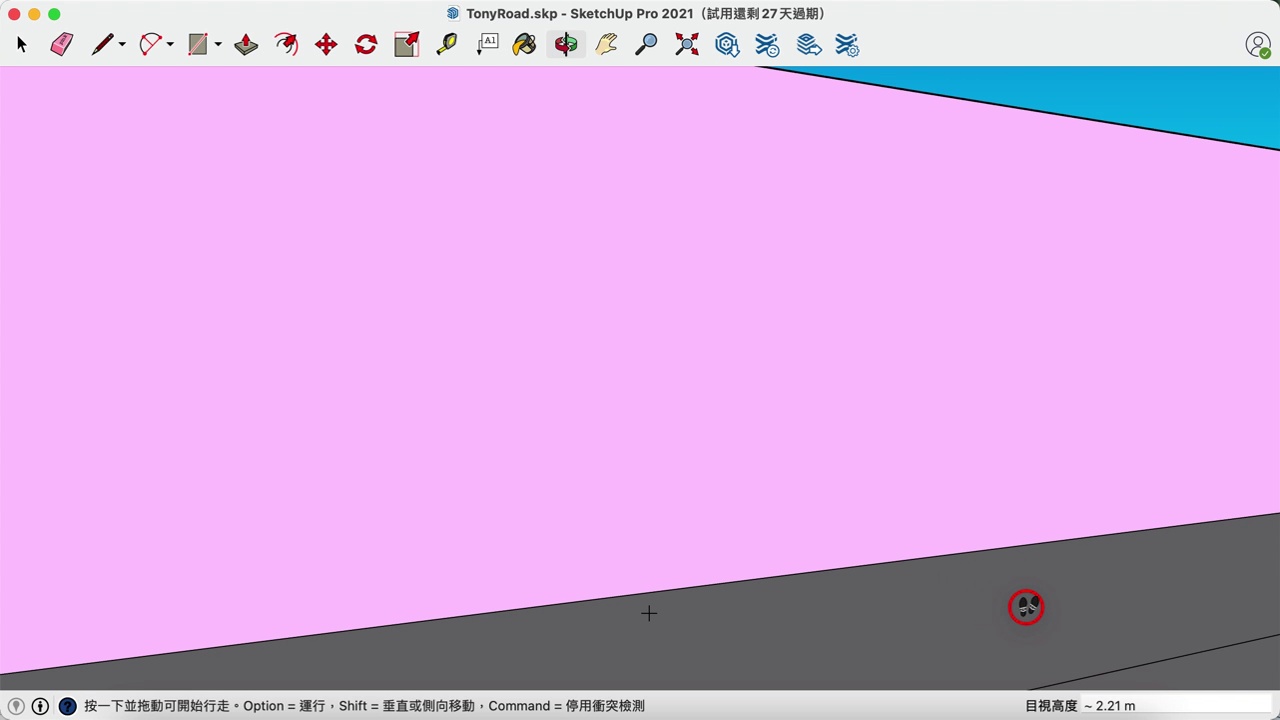 TonyRoad.skp - SketchUp Pro 2021（試用還剩 27 天過期）
A1
按一下並拖動可開始行走。Option = 運行，Shift = 垂直或側向移動，Command = 停用衝突檢測
目視高度 ~ 2.21 m